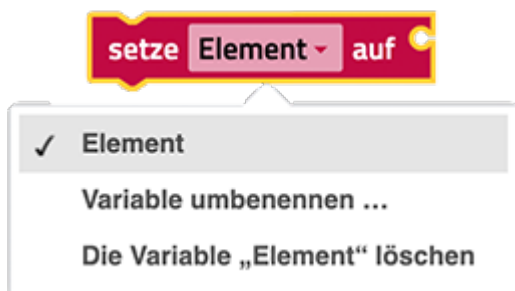 setze Element auf
Element
Variable umbenennen ...
Die Variable „Element“ löschen